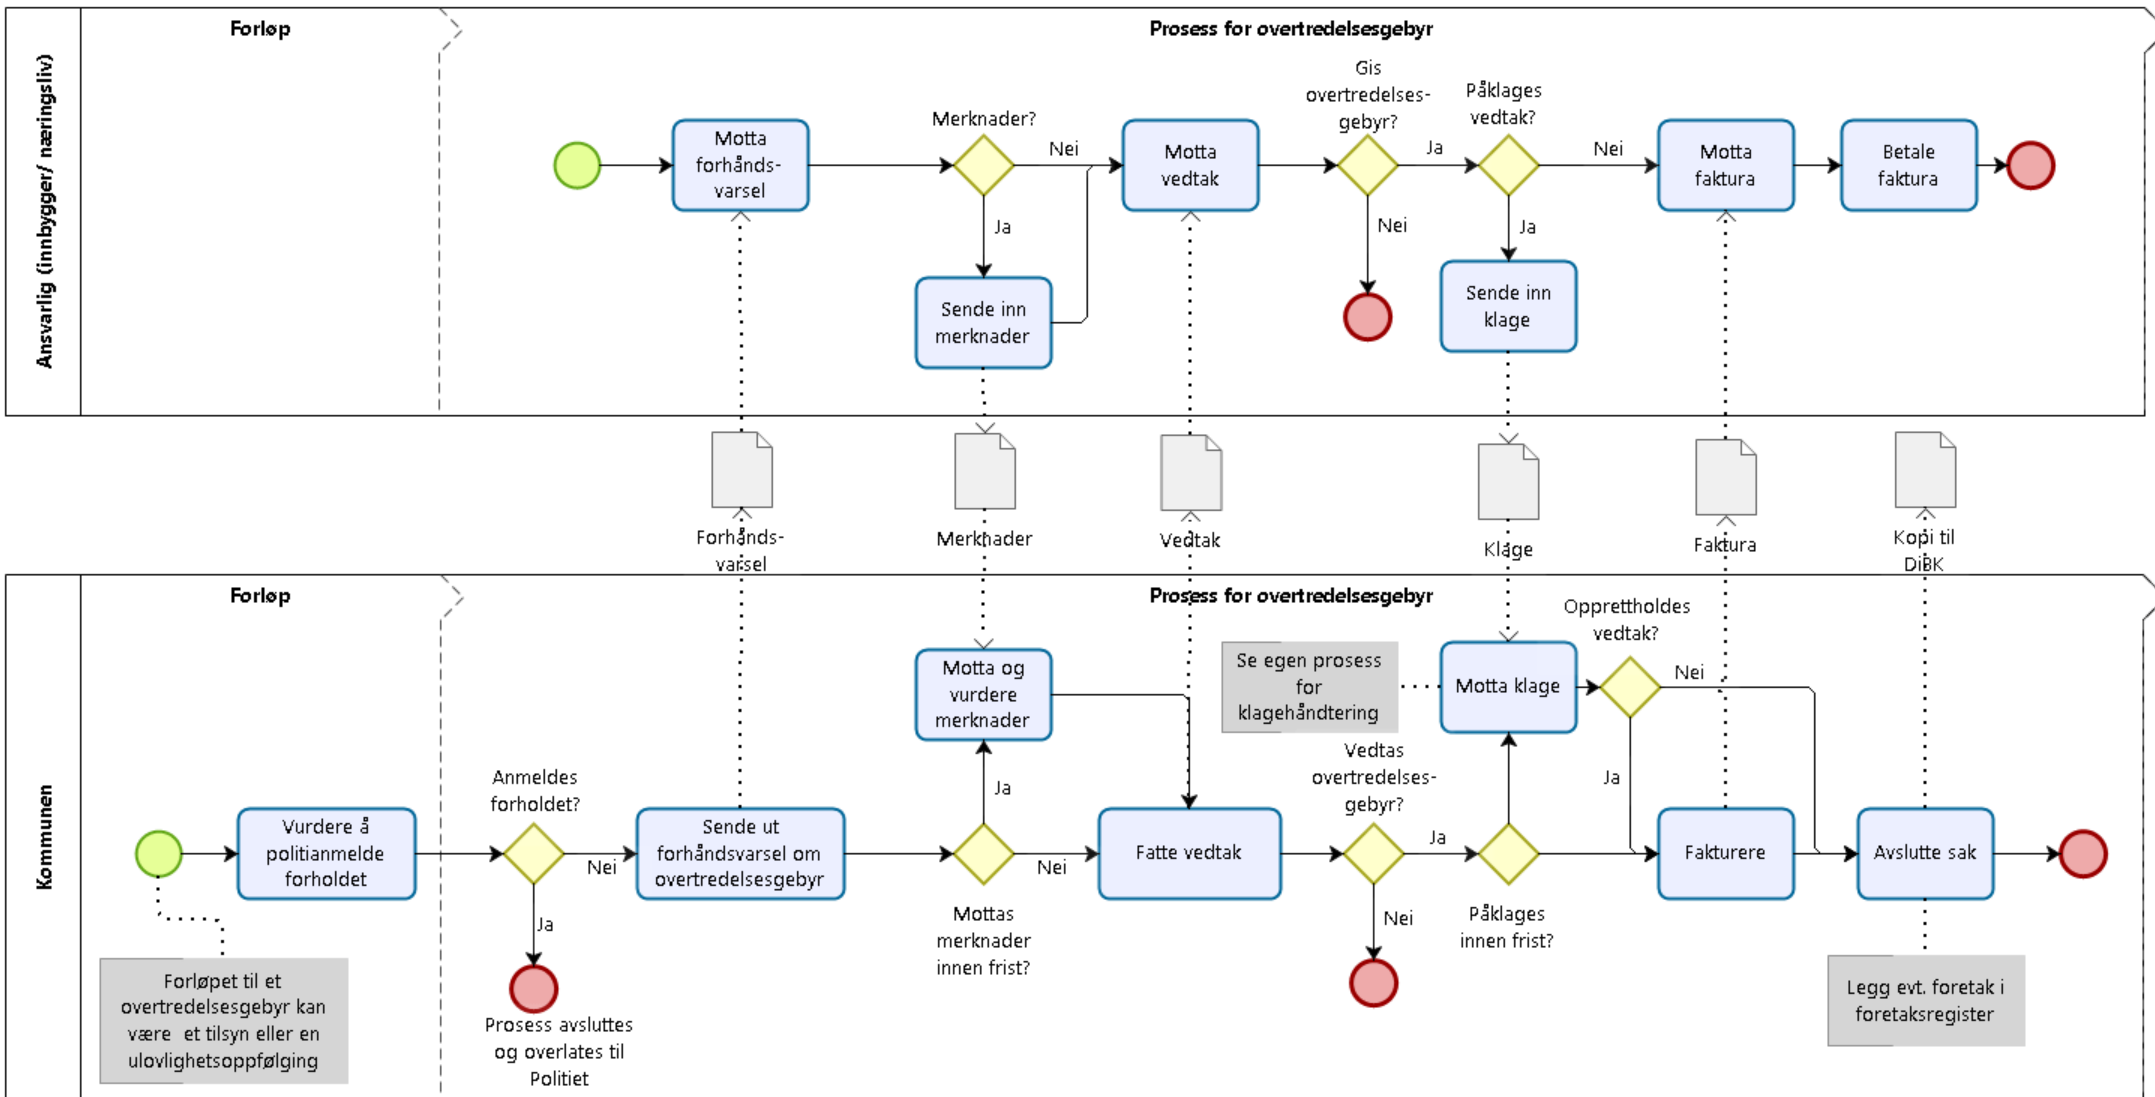 Ansvarlig (innbygger/ næringsliv)
Forløp
Prosess for overtredelsesgebyr
Motta
forhånds-
varsel
Merknader?
Nei
Ja
Sende inn
merknader
Motta
vedtak
Gis
overtredelses-
gebyr?
Ja
Nei
Påklages
vedtak?
Nei
Ja
Sende inn
klage
Motta
faktura
Betale
faktura
Forhånds-
varsel
Merknader
Vedtak
Klage
Faktura
Kopi til
DiBK
Kommunen
Forløp
Prosess for overtredelsesgebyr
Forløpet til et
overtredelsesgebyr kan
være et tilsyn eller en
ulovlighetsoppfølging
Vurdere å
politianmelde
forholdet
Anmeldes
forholdet?
Nei
Ja
Prosess avsluttes
og overlates til
Politiet
Sende ut
forhåndsvarsel om
overtredelsesgebyr
Mottas
merknader
innen frist?
Ja
Nei
Motta og
vurdere
merknader
Fatte vedtak
Vedtas
overtredelses-
gebyr?
Ja
Nei
Påklages
innen frist?
Se egen prosess
for
klagehåndtering
Motta klage
Opprettholdes
vedtak?
Nei
Ja
Fakturere
Avslutte sak
Legg evt. foretak i
foretaksregister